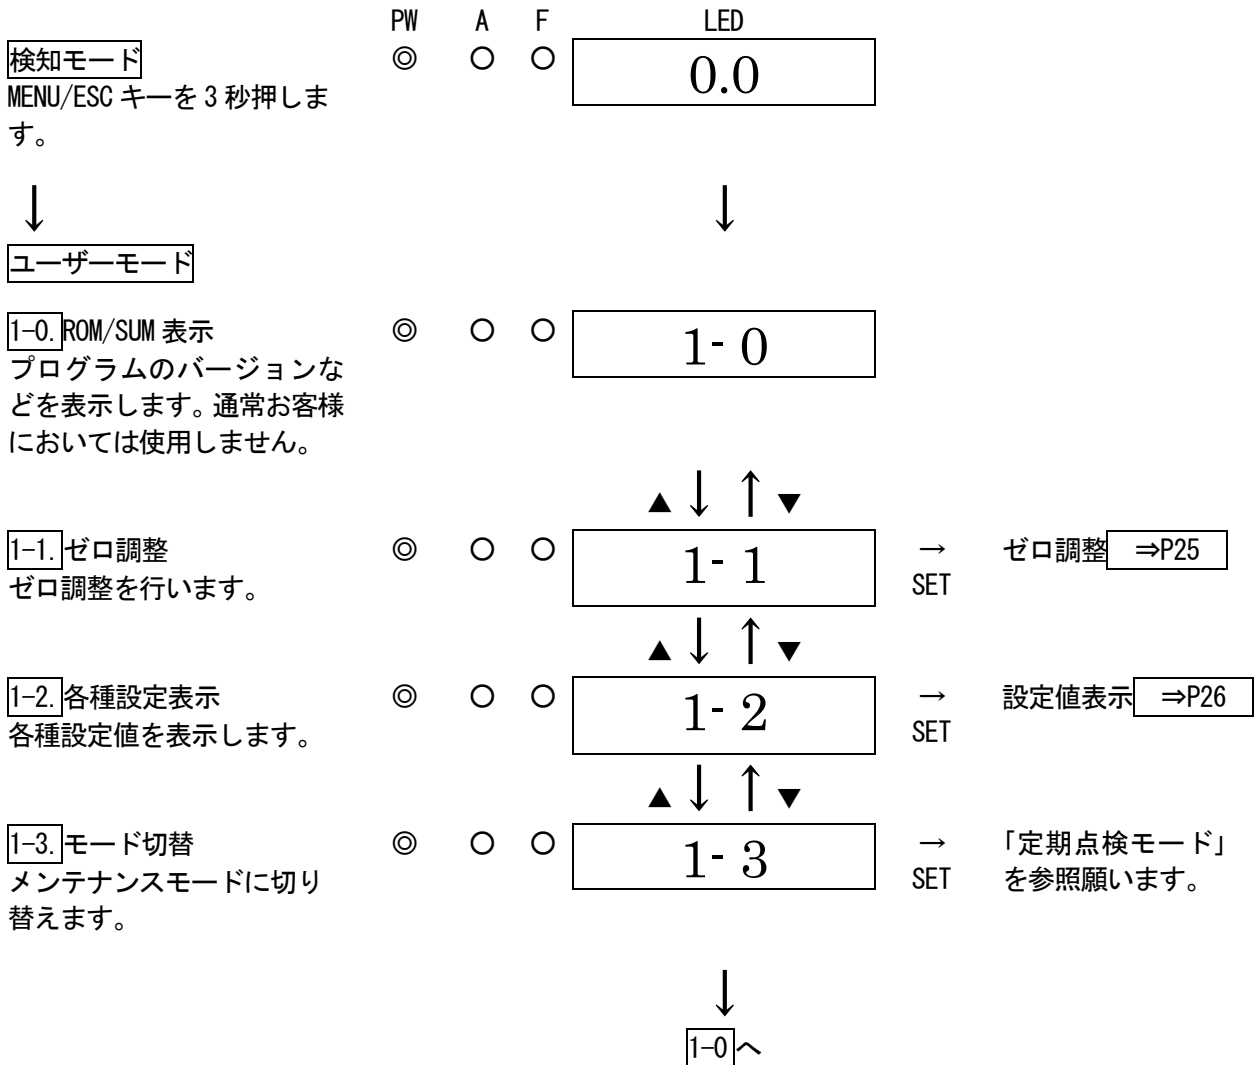 PW A F LED
検知モード ◎ ○ ○ 0.0
MENU/ESC キーを 3 秒押しま
す。
↓ ↓
ユーザーモード
1-0. ROM/SUM 表示 ◎ ○ ○ 1- 0
プログラムのバージョンな
どを表示します。通常お客様
においては使用しません。
▲ ↓ ↑ ▼
1-1. ゼロ調整 ◎ ○ ○ 1- 1 → ゼロ調整 ⇒P25
ゼロ調整を行います。 SET
▲ ↓ ↑ ▼
1-2. 各種設定表示 ◎ ○ ○ 1- 2 → 設定値表示 ⇒P26
各種設定値を表示します。 SET
▲ ↓ ↑ ▼
1-3. モード切替 ◎ ○ ○ 1- 3 → 「定期点検モード」
メンテナンスモードに切り SET を参照願います。
替えます。
↓
1-0 へ